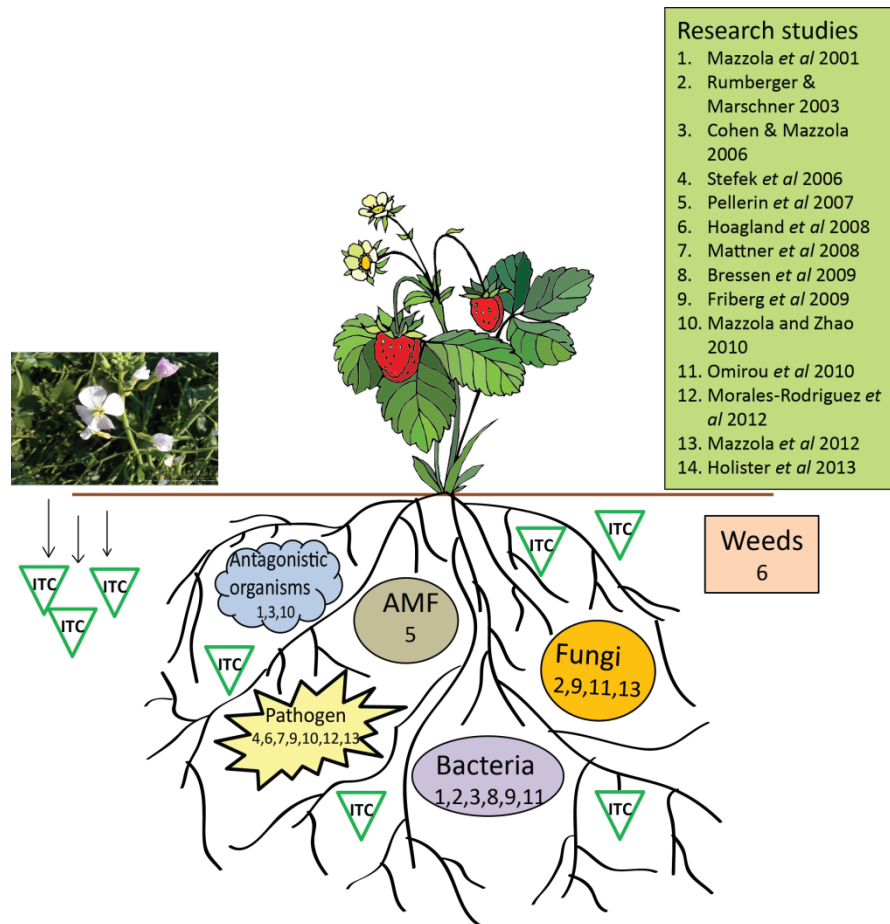 Research studies
1. Mazzola et al 2001
2. Rumberger &
Marschner 2003
3. Cohen & Mazzola
2006
4. Stefek et al 2006
5. Pellerin et al 2007
6. Hoagland et al 2008
7. Mattner et al 2008
8. Bressen et al 2009
9. Friberg et al 2009
10. Mazzola and Zhao
2010
11. Omirou et al 2010
12. Morales-Rodriguez et
al 2012
13. Mazzola et al 2012
14. Holister et al 2013
ITC
ITC
ITC
Antagonistic
organisms
1,3,10
AMF
5
ITC
ITC
Weeds
6
ITC
Fungi
2,9,11,13
Pathogen
4,6,7,9,10,12,13
Bacteria
1,2,3,8,9,11
ITC
ITC